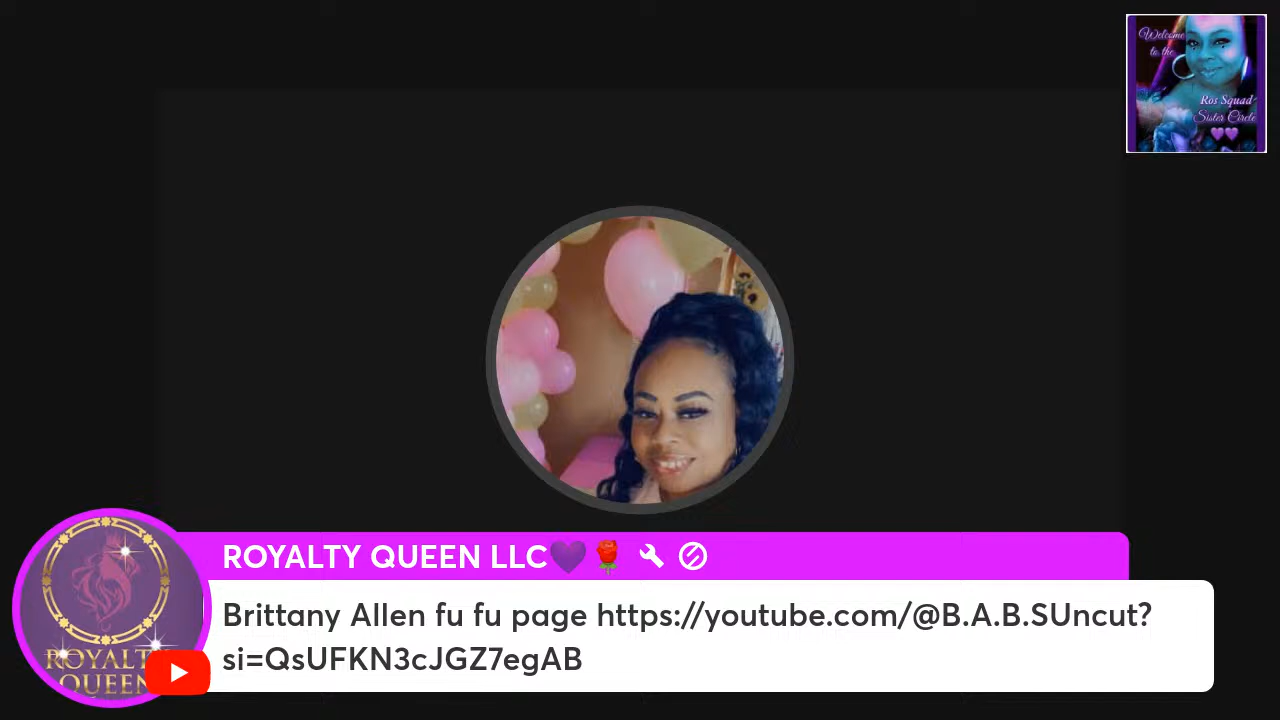 Welcome
to the
Ros Squad
Sister Circle
ROYALTY QUEEN LLC💜🌹
Brittany Allen fu fu page https://youtube.com/@B.A.B.SUncut?
si=QsUFKN3cJGZ7egAB
ROYALTY
QUEEN